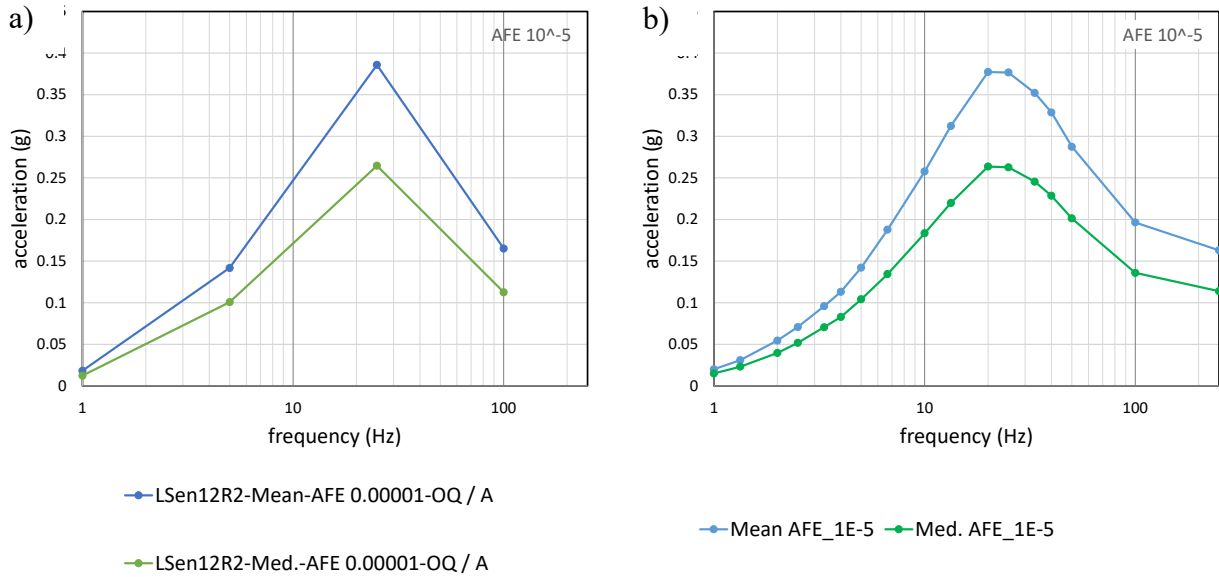 a)
AFE 10^-5
0.4
0.35
0.3
0.25
0.2
0.15
0.1
0.05
0
acceleration (g)
1
10
100
frequency (Hz)
LSen12R2-Mean-AFE 0.00001-OQ / A
LSen12R2-Med.-AFE 0.00001-OQ / A
b)
AFE 10^-5
0.35
0.3
0.25
0.2
0.15
0.1
0.05
0
acceleration (g)
1
10
100
frequency (Hz)
Mean AFE_1E-5
Med. AFE_1E-5